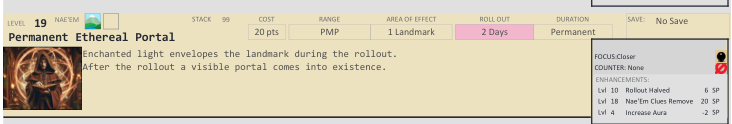 LEVEL 19 NAE'EM STACK 99 COST RANGE AREA OF EFFECT ROLL OUT DURATION SAVE: No Save
Permanent Ethereal Portal 20 pts PMP 1 Landmark 2 Days Permanent
Enchanted light envelopes the landmark during the rollout.
After the rollout a visible portal comes into existence.
FOCUS:Closer
COUNTER: None
ENHANCEMENTS:
Lvl 10 Rollout Halved 6 SP
Lvl 18 Nae'Em Clues Remove 20 SP
Lvl 4 Increase Aura -2 SP